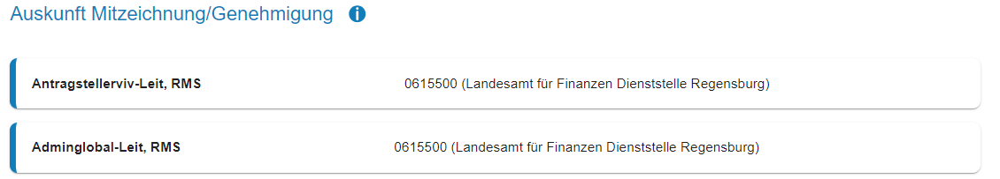 Auskunft Mitzeichnung/Genehmigung i
Antragstellerviv-Leit, RMS 0615500 (Landesamt für Finanzen Dienststelle Regensburg)
Adminglobal-Leit, RMS 0615500 (Landesamt für Finanzen Dienststelle Regensburg)